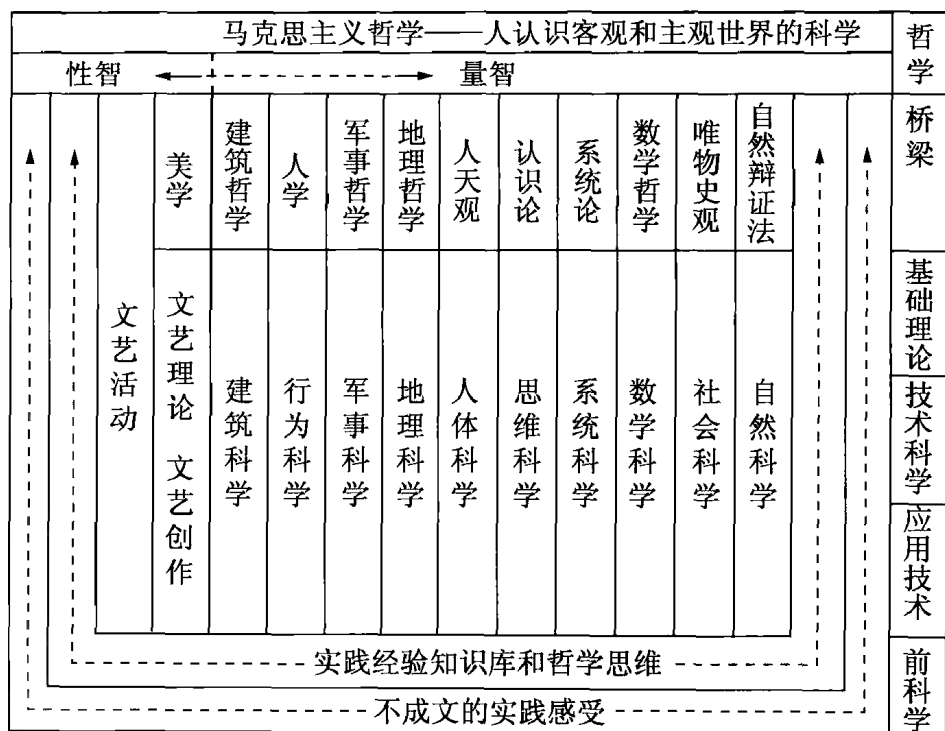 马克思主义哲学——人认识客观和主观世界的科学
哲学
性智
量智
桥梁
美学
建筑哲学
人学
军事哲学
地理哲学
人天观
认识论
系统论
数学哲学
唯物史观
自然辩证法
文艺活动
文艺理论 文艺创作
建筑科学
行为科学
军事科学
地理科学
人体科学
思维科学
系统科学
数学科学
社会科学
自然科学
基础理论
技术科学
应用技术
前科学
实践经验知识库和哲学思维
不成文的实践感受